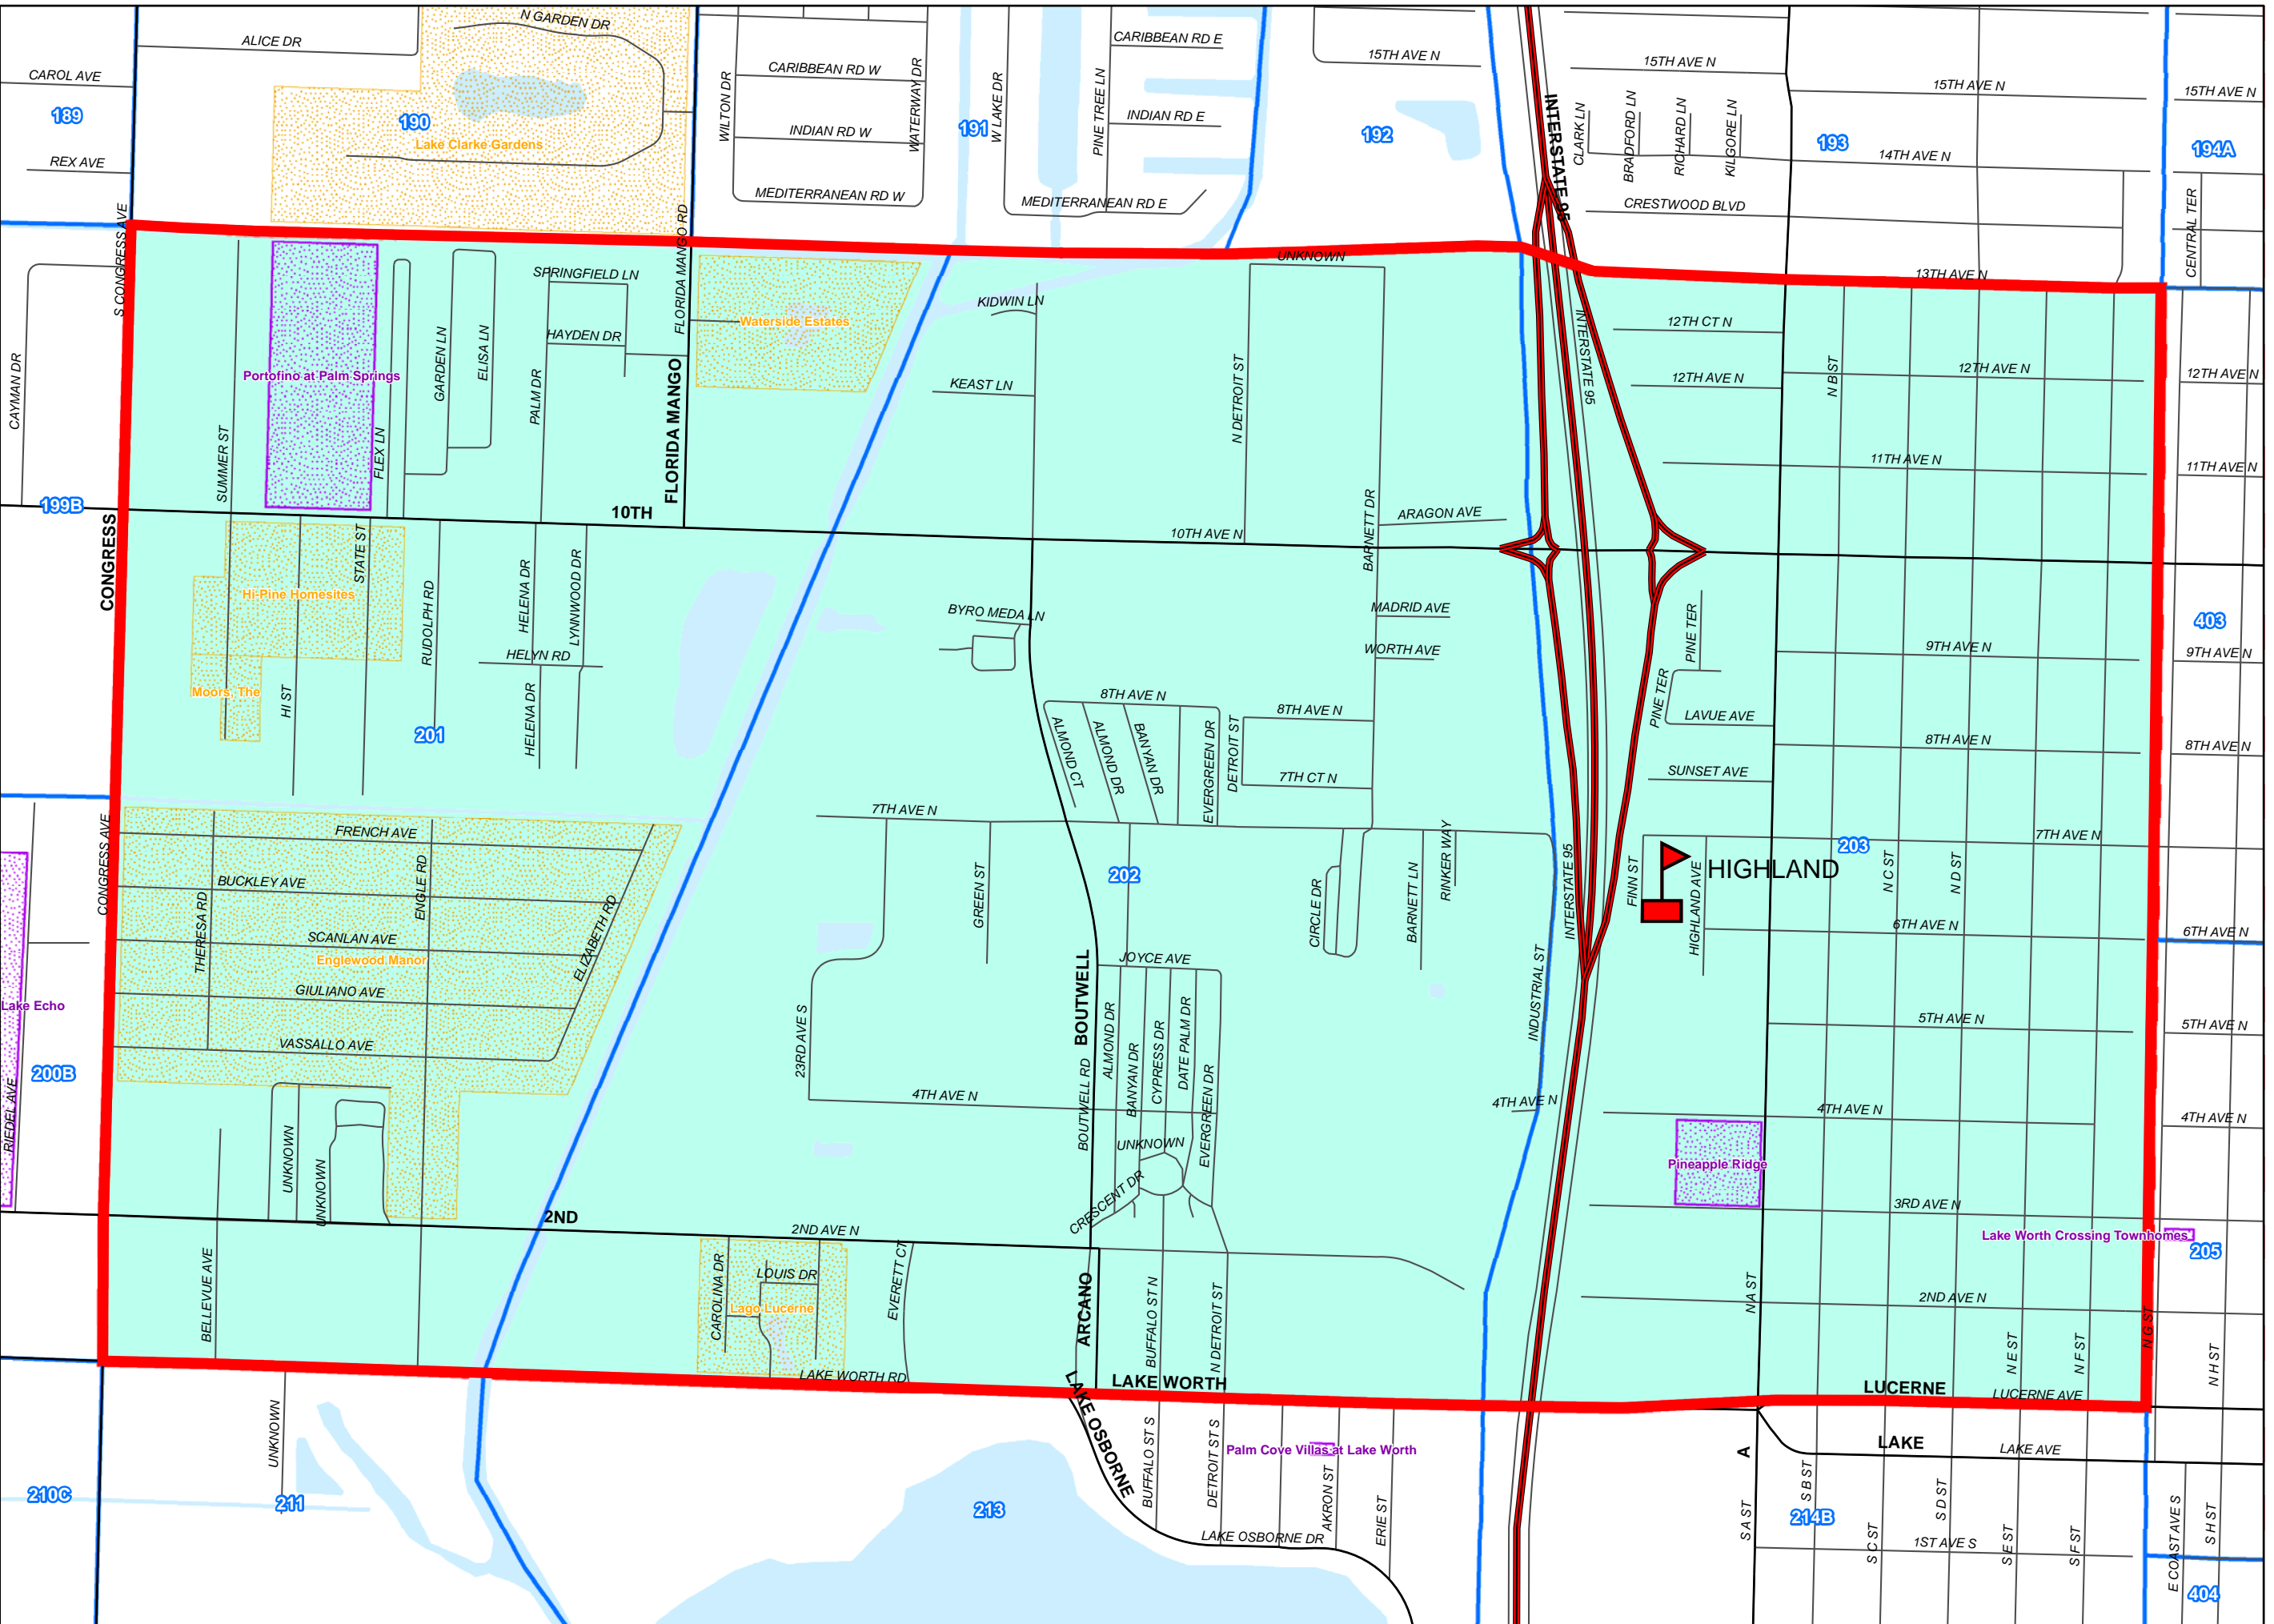 N GARDEN DR
ALICE DR
CAROL AVE
189
REX AVE
190
Lake Clarke Gardens
WILTON DR
CARIBBEAN RD W
WATERWAY DR
INDIAN RD W
MEDITERRANEAN RD W
191
W LAKE DR
PINE TREE LN
CARIBBEAN RD E
INDIAN RD E
MEDITERRANEAN RD E
15TH AVE N
192
INTERSTATE 95
15TH AVE N
CLARK LN
BRADFORD LN
RICHARD LN
KILGORE LN
CRESTWOOD BLVD
15TH AVE N
193
14TH AVE N
15TH AVE N
194A
CENTRAL TER
13TH AVE N
S CONGRESS AVE
FLORIDA MANGO RD
CAYMAN DR
SUMMER ST
Portofino at Palm Springs
FLEX LN
GARDEN LN
ELISA LN
SPRINGFIELD LN
HAYDEN DR
PALM DR
FLORIDA MANGO
Waterside Estates
KIDWIN LN
KEAST LN
UNKNOWN
N DETROIT ST
BARNETT DR
ARAGON AVE
INTERSTATE 95
12TH CT N
12TH AVE N
N B ST
12TH AVE N
12TH AVE N
11TH AVE N
11TH AVE N
199B
CONGRESS
10TH
10TH AVE N
Hi-Pine Homesites
STATE ST
RUDOLPH RD
HELENA DR
LYNNWOOD DR
HELYN RD
HELENA DR
Moors, The
HI ST
201
BYRO MEDA LN
MADRID AVE
WORTH AVE
8TH AVE N
ALMOND CT
ALMOND DR
BANYAN DR
EVERGREEN DR
DETROIT ST
8TH AVE N
7TH CT N
PINE TER
PINE TER
LAVUE AVE
SUNSET AVE
9TH AVE N
8TH AVE N
403
9TH AVE N
8TH AVE N
CONGRESS AVE
FRENCH AVE
BUCKLEY AVE
THERESA RD
ENGLE RD
SCANLAN AVE
Englewood Manor
ELIZABETH RD
GIULIANO AVE
VASSALLO AVE
Lake Echo
200B
RIEDEL AVE
7TH AVE N
GREEN ST
202
23RD AVE S
BOUTWELL
BOUTWELL RD
JOYCE AVE
ALMOND DR
BANYAN DR
CYPRESS DR
DATE PALM DR
EVERGREEN DR
4TH AVE N
UNKNOWN
CRESCENT DR
CIRCLE DR
BARNETT LN
RINKER WAY
INDUSTRIAL ST
INTERSTATE 95
4TH AVE N
FINN ST
HIGHLAND
HIGHLAND AVE
203
7TH AVE N
N C ST
N D ST
6TH AVE N
6TH AVE N
5TH AVE N
5TH AVE N
4TH AVE N
4TH AVE N
Pineapple Ridge
3RD AVE N
Lake Worth Crossing Townhomes
205
UNKNOWN
UNKNOWN
BELLEVUE AVE
2ND
2ND AVE N
CAROLINA DR
LOUIS DR
Lago Lucerne
EVERETT CT
LAKE WORTH RD
ARCANO
BUFFALO ST N
N DETROIT ST
LAKE WORTH
N A ST
2ND AVE N
N E ST
N F ST
N G ST
N H ST
LUCERNE
LUCERNE AVE
UNKNOWN
210C
211
213
LAKE OSBORNE
BUFFALO ST S
DETROIT ST S
Palm Cove Villas at Lake Worth
AKRON ST
ERIE ST
LAKE OSBORNE DR
A
S A ST
LAKE
LAKE AVE
S B ST
214B
S C ST
S D ST
1ST AVE S
S E ST
S F ST
E COAST AVE S
S H ST
404